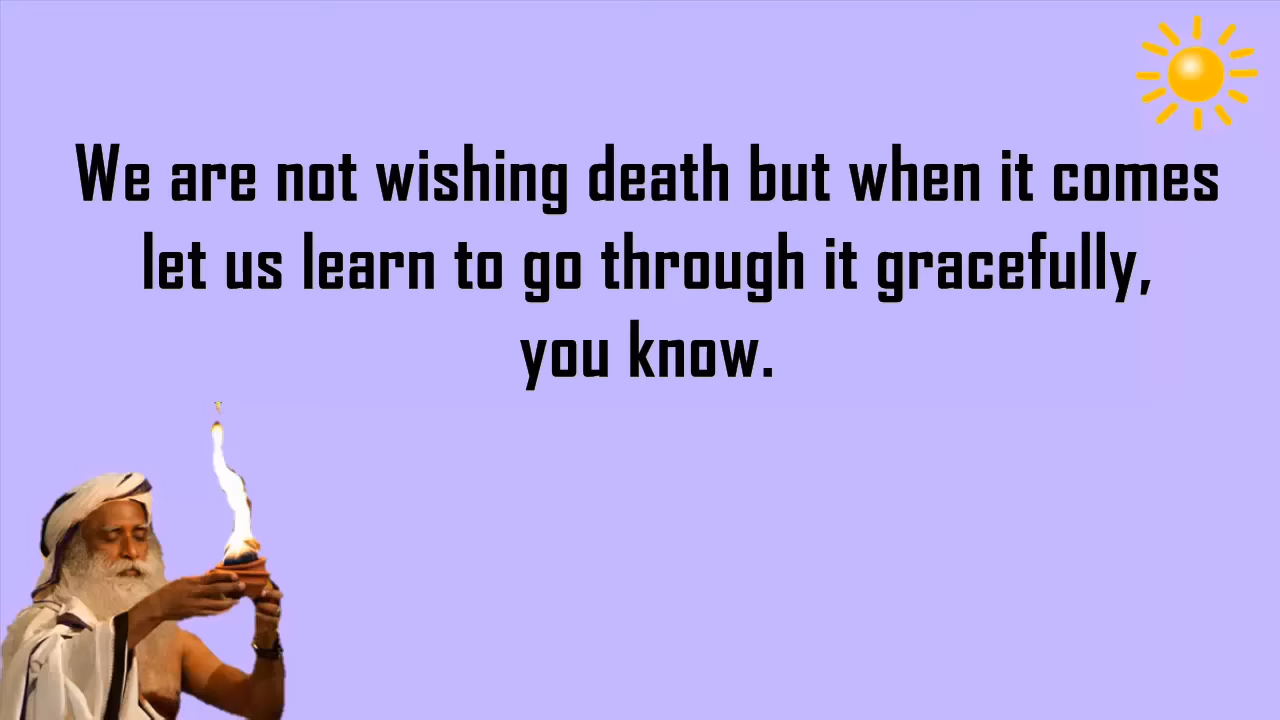 We are not wishing death but when it comes
let us learn to go through it gracefully,
you know.